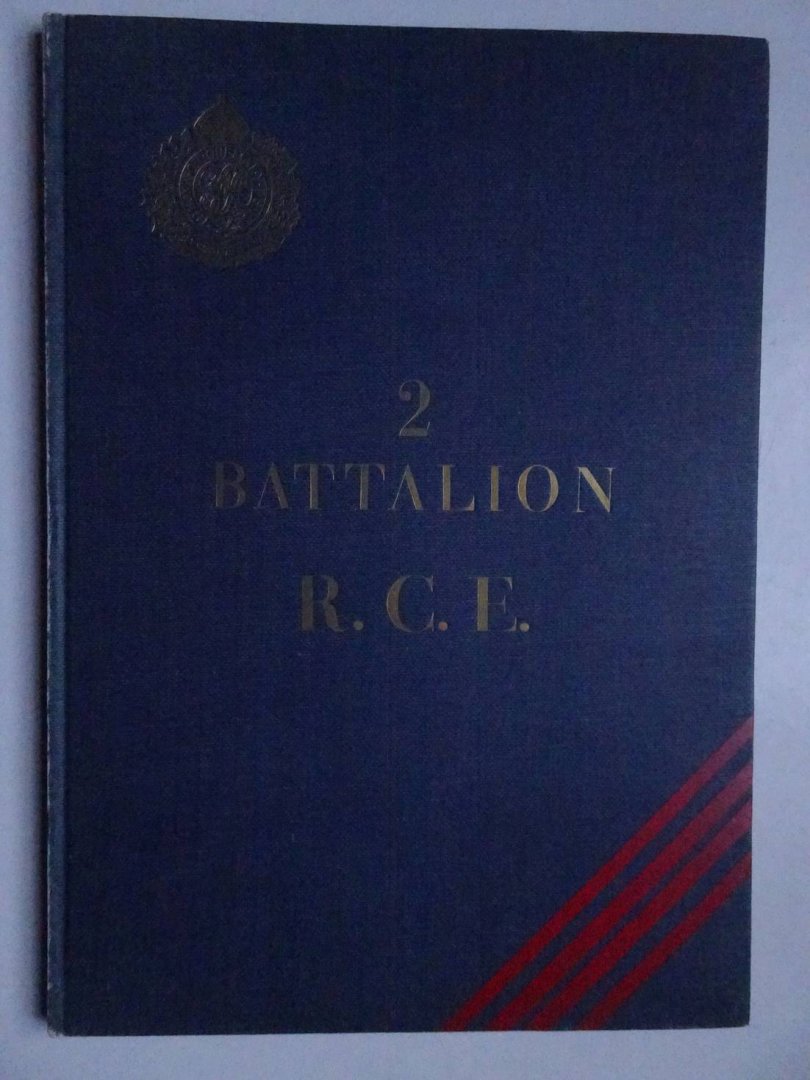 2
BATTALION
R. C. E.